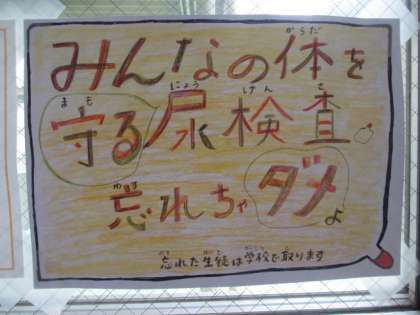 みんなの体を
守る尿検査
忘れちゃダメよ
忘れた生徒は学校で取ります